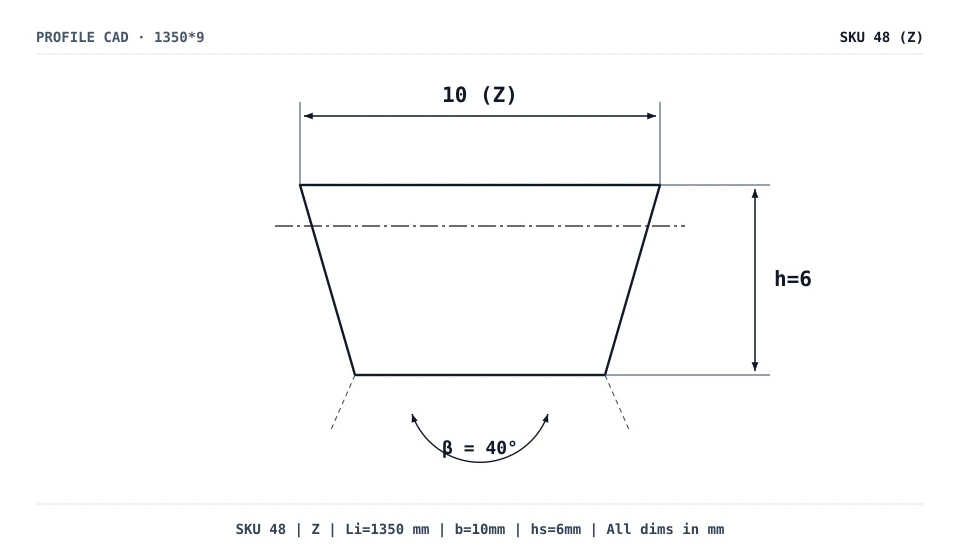 PROFILE CAD · 1350*9
SKU 48 (Z)
10 (Z)
h=6
β = 40°
SKU 48 | Z | Li=1350 mm | b=10mm | hs=6mm | All dims in mm